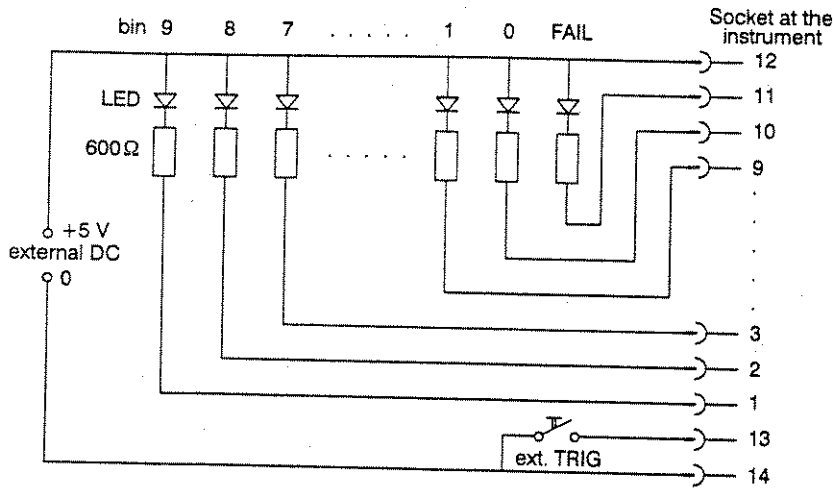 Socket at the
instrument
bin 9 8 7 . . . . . 1 0 FAIL
12
LED
11
10
600Ω
. . . . .
9
+5 V
external DC
0
3
2
1
13
ext. TRIG
14